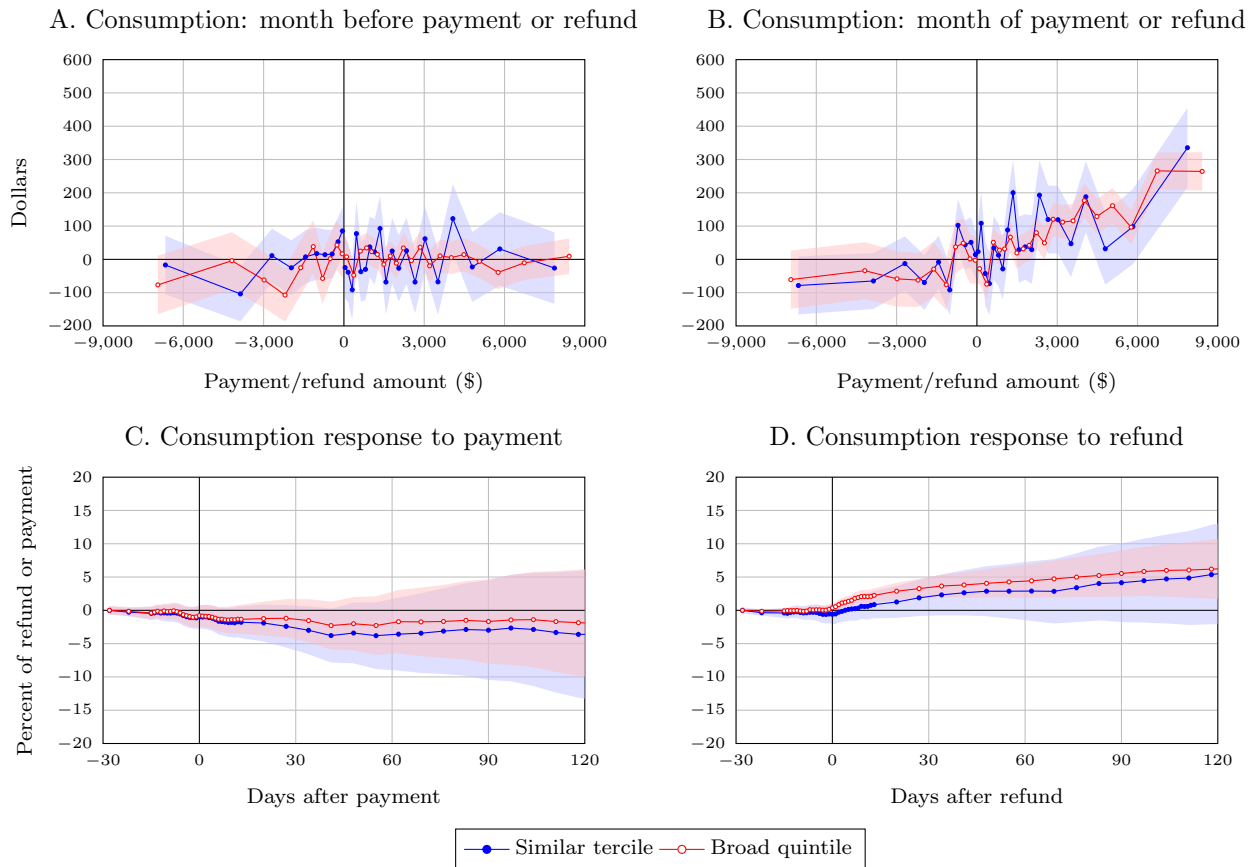 A. Consumption: month before payment or refund
B. Consumption: month of payment or refund
Dollars
600
500
400
300
200
100
0
−100
−200
−9,000 −6,000 −3,000 0 3,000 6,000 9,000
Payment/refund amount ($)
600
500
400
300
200
100
0
−100
−200
−9,000 −6,000 −3,000 0 3,000 6,000 9,000
Payment/refund amount ($)
C. Consumption response to payment
D. Consumption response to refund
Percent of refund or payment
20
15
10
5
0
−5
−10
−15
−20
−30 0 30 60 90 120
Days after payment
20
15
10
5
0
−5
−10
−15
−20
−30 0 30 60 90 120
Days after refund
Similar tercile Broad quintile